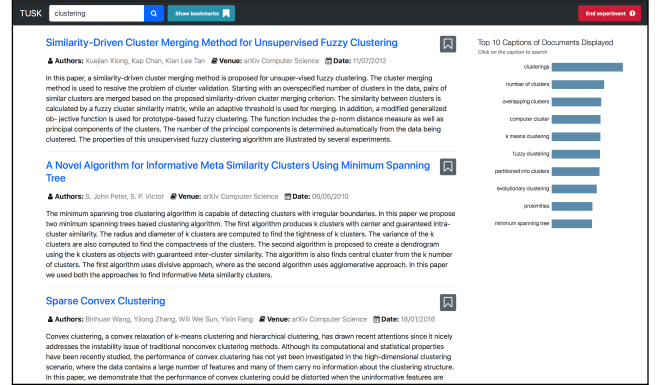 TUSK clustering Show bookmarks End experiment
Similarity-Driven Cluster Merging Method for Unsupervised Fuzzy Clustering
Authors: Xuejian Xiong, Kap Chan, Kian Lee Tan Venue: arXiv Computer Science Date: 11/07/2012
In this paper, a similarity-driven cluster merging method is proposed for unsuper-vised fuzzy clustering. The cluster merging
method is used to resolve the problem of cluster validation. Starting with an overspecified number of clusters in the data, pairs of
similar clusters are merged based on the proposed similarity-driven cluster merging criterion. The similarity between clusters is
calculated by a fuzzy cluster similarity matrix, while an adaptive threshold is used for merging. In addition, a modified generalized
ob- jective function is used for prototype-based fuzzy clustering. The function includes the p-norm distance measure as well as
principal components of the clusters. The number of the principal components is determined automatically from the data being
clustered. The properties of this unsupervised fuzzy clustering algorithm are illustrated by several experiments.
A Novel Algorithm for Informative Meta Similarity Clusters Using Minimum Spanning
Tree
Authors: S. John Peter, S. P. Victor Venue: arXiv Computer Science Date: 06/05/2010
The minimum spanning tree clustering algorithm is capable of detecting clusters with irregular boundaries. In this paper we propose
two minimum spanning trees based clustering algorithm. The first algorithm produces k clusters with center and guaranteed intra-
cluster similarity. The radius and diameter of k clusters are computed to find the tightness of k clusters. The variance of the k
clusters are also computed to find the compactness of the clusters. The second algorithm is proposed to create a dendrogram
using the k clusters as objects with guaranteed inter-cluster similarity. The algorithm is also finds central cluster from the k number
of clusters. The first algorithm uses divisive approach, where as the second algorithm uses agglomerative approach. In this paper
we used both the approaches to find Informative Meta similarity clusters.
Sparse Convex Clustering
Authors: Binhuan Wang, Yilong Zhang, Will Wei Sun, Yixin Fang Venue: arXiv Computer Science Date: 18/01/2016
Convex clustering, a convex relaxation of k-means clustering and hierarchical clustering, has drawn recent attentions since it nicely
addresses the instability issue of traditional nonconvex clustering methods. Although its computational and statistical properties
have been recently studied, the performance of convex clustering has not yet been investigated in the high-dimensional clustering
scenario, where the data contains a large number of features and many of them carry no information about the clustering structure.
In this paper, we demonstrate that the performance of convex clustering could be distorted when the uninformative features are
Top 10 Captions of Documents Displayed
Click on the caption to search
clusterings
number of clusters
overlapping clusters
computer cluster
k means clustering
fuzzy clustering
partitioned into clusters
evolutionary clustering
proximities
minimum spanning tree